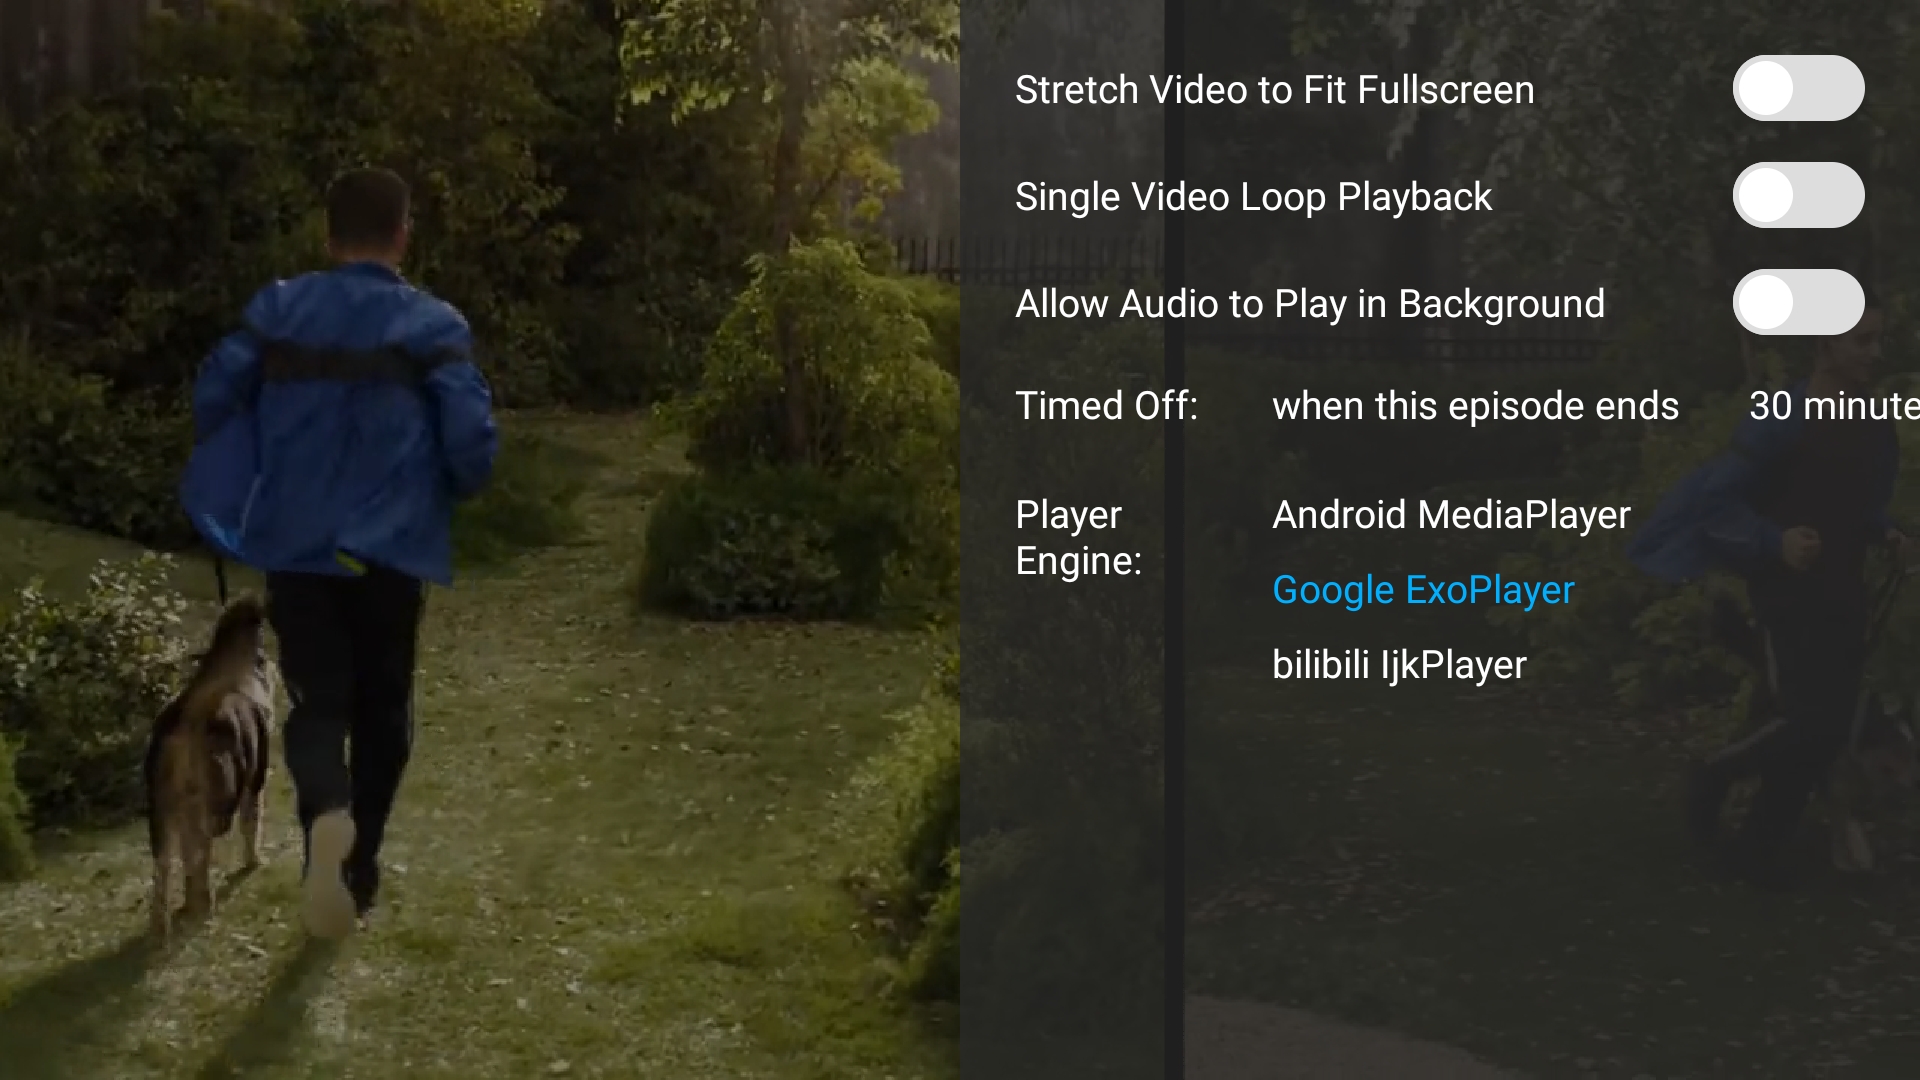 Stretch Video to Fit Fullscreen
Single Video Loop Playback
Allow Audio to Play in Background
Timed Off: when this episode ends 30 minute
Player Engine:
Android MediaPlayer
Google ExoPlayer
bilibili IjkPlayer